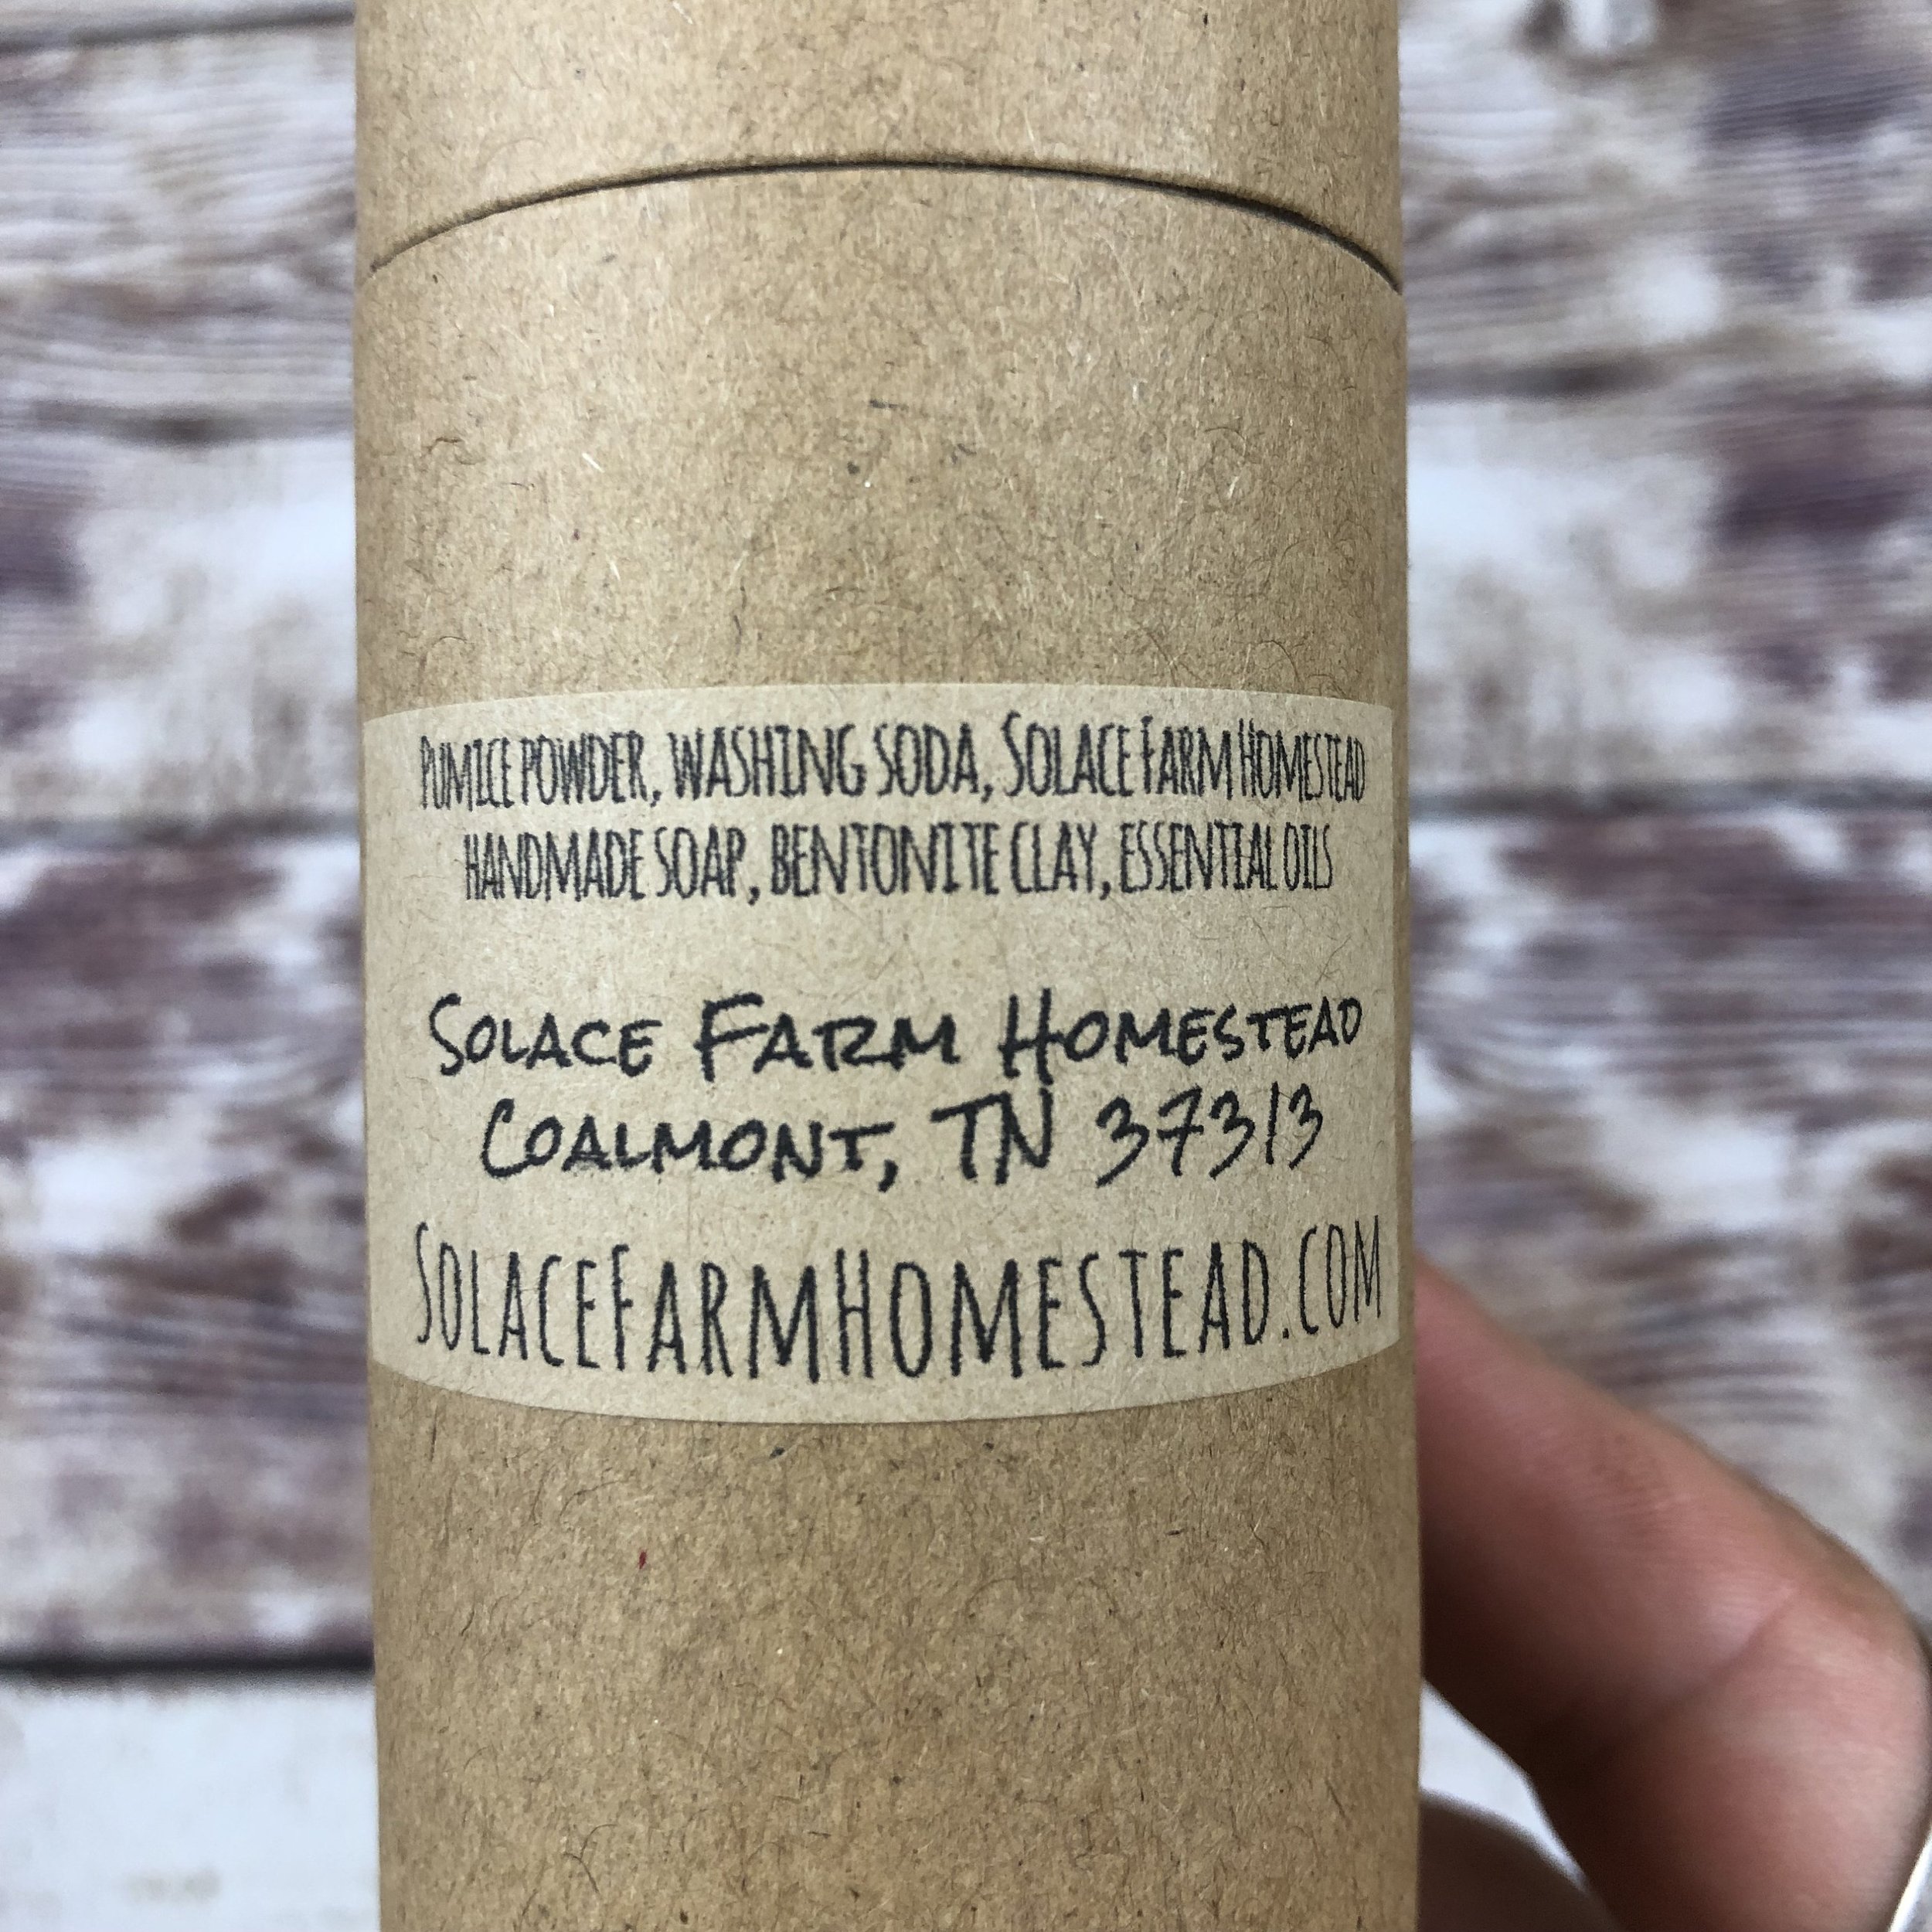 Pumice powder, washing soda, Solace Farm Homestead
handmade soap, bentonite clay, essential oils
Solace Farm Homestead
Coalmont, TN 37313
SolaceFarmHomestead.com